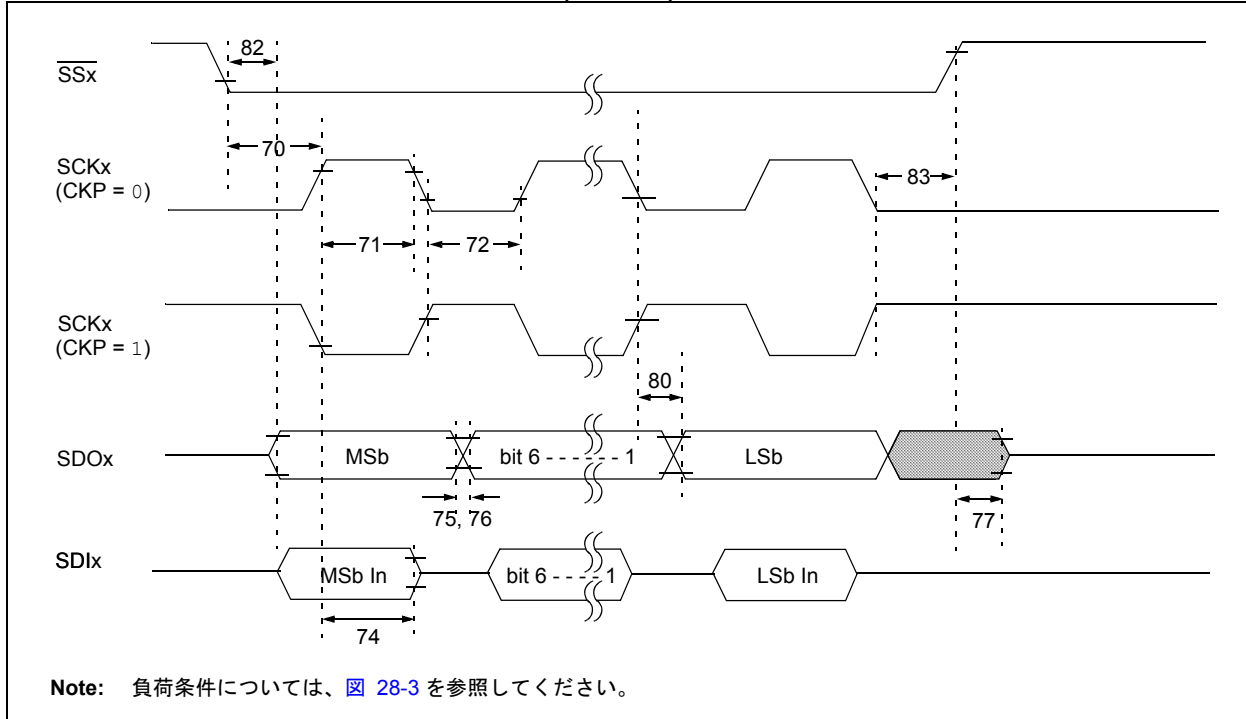 82
SSx
70
SCKx
(CKP = 0)
83
71
72
SCKx
(CKP = 1)
80
SDOx
MSb
bit 6 - - - - - - 1
LSb
75, 76
77
SDIx
MSb In
bit 6 - - - - 1
LSb In
74
Note: 負荷条件については、図 28-3 を参照してください。